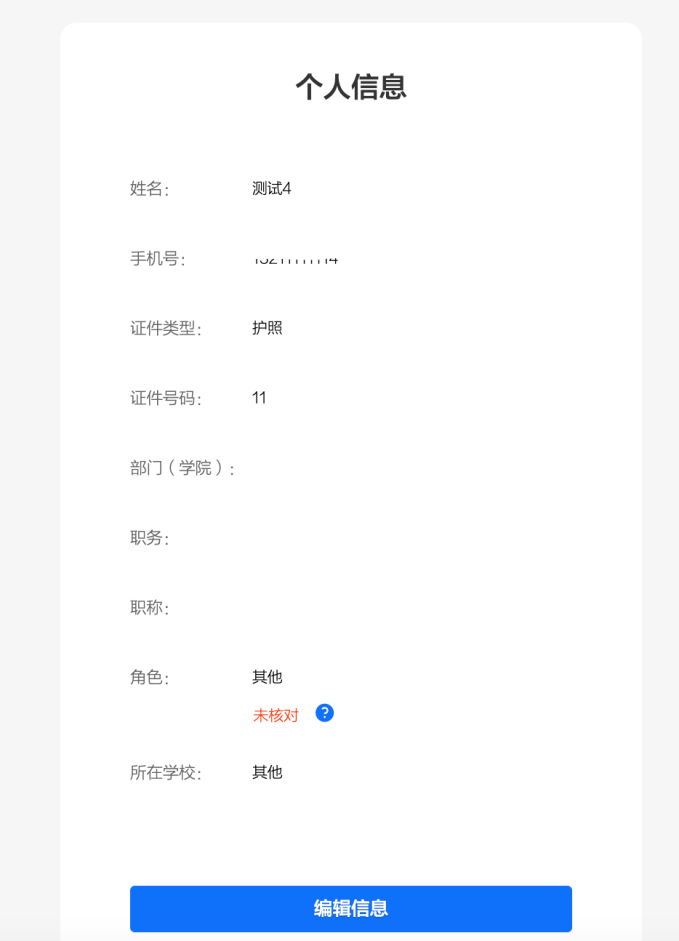 个人信息
姓名：
测试4
手机号：
证件类型：
护照
证件号码：
11
部门（学院）：
职务：
职称：
角色：
其他
未核对 ?
所在学校：
其他
编辑信息